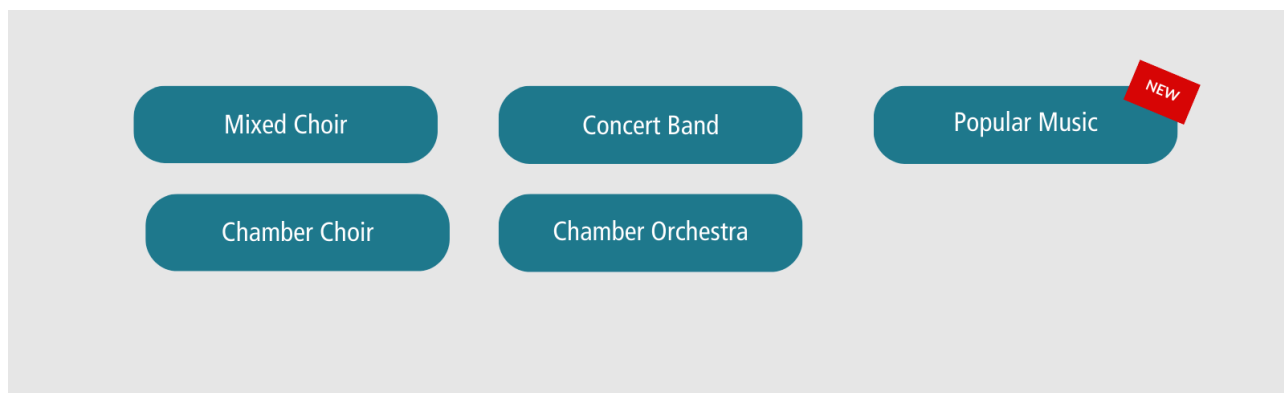 Mixed Choir
Concert Band
Popular Music
NEW
Chamber Choir
Chamber Orchestra